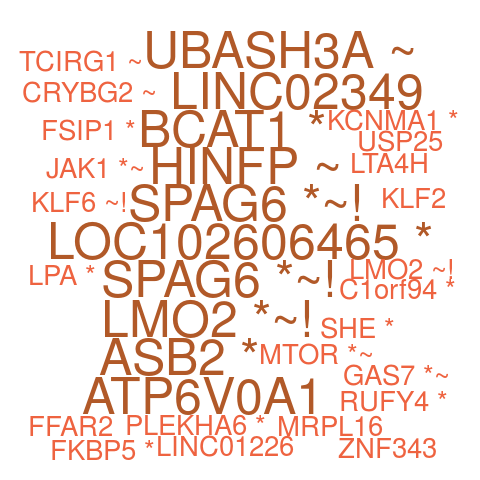 UBASH3A ~
TCIRG1 ~
CRYBG2 ~
LINC02349
BCAT1 *
KCNMA1 *
FSIP1 *
USP25
JAK1 *~
HINFP ~
LTA4H
KLF6 ~!
SPAG6 *~!
KLF2
LOC102606465 *
LPA *
SPAG6 *~!
LMO2 ~!
C1orf94 *
LMO2 *~!
SHE *
ASB2 *
MTOR *~
GAS7 *~
ATP6V0A1
RUFY4 *
FFAR2
PLEKHA6 *
MRPL16
FKBP5 *
LINC01226
ZNF343